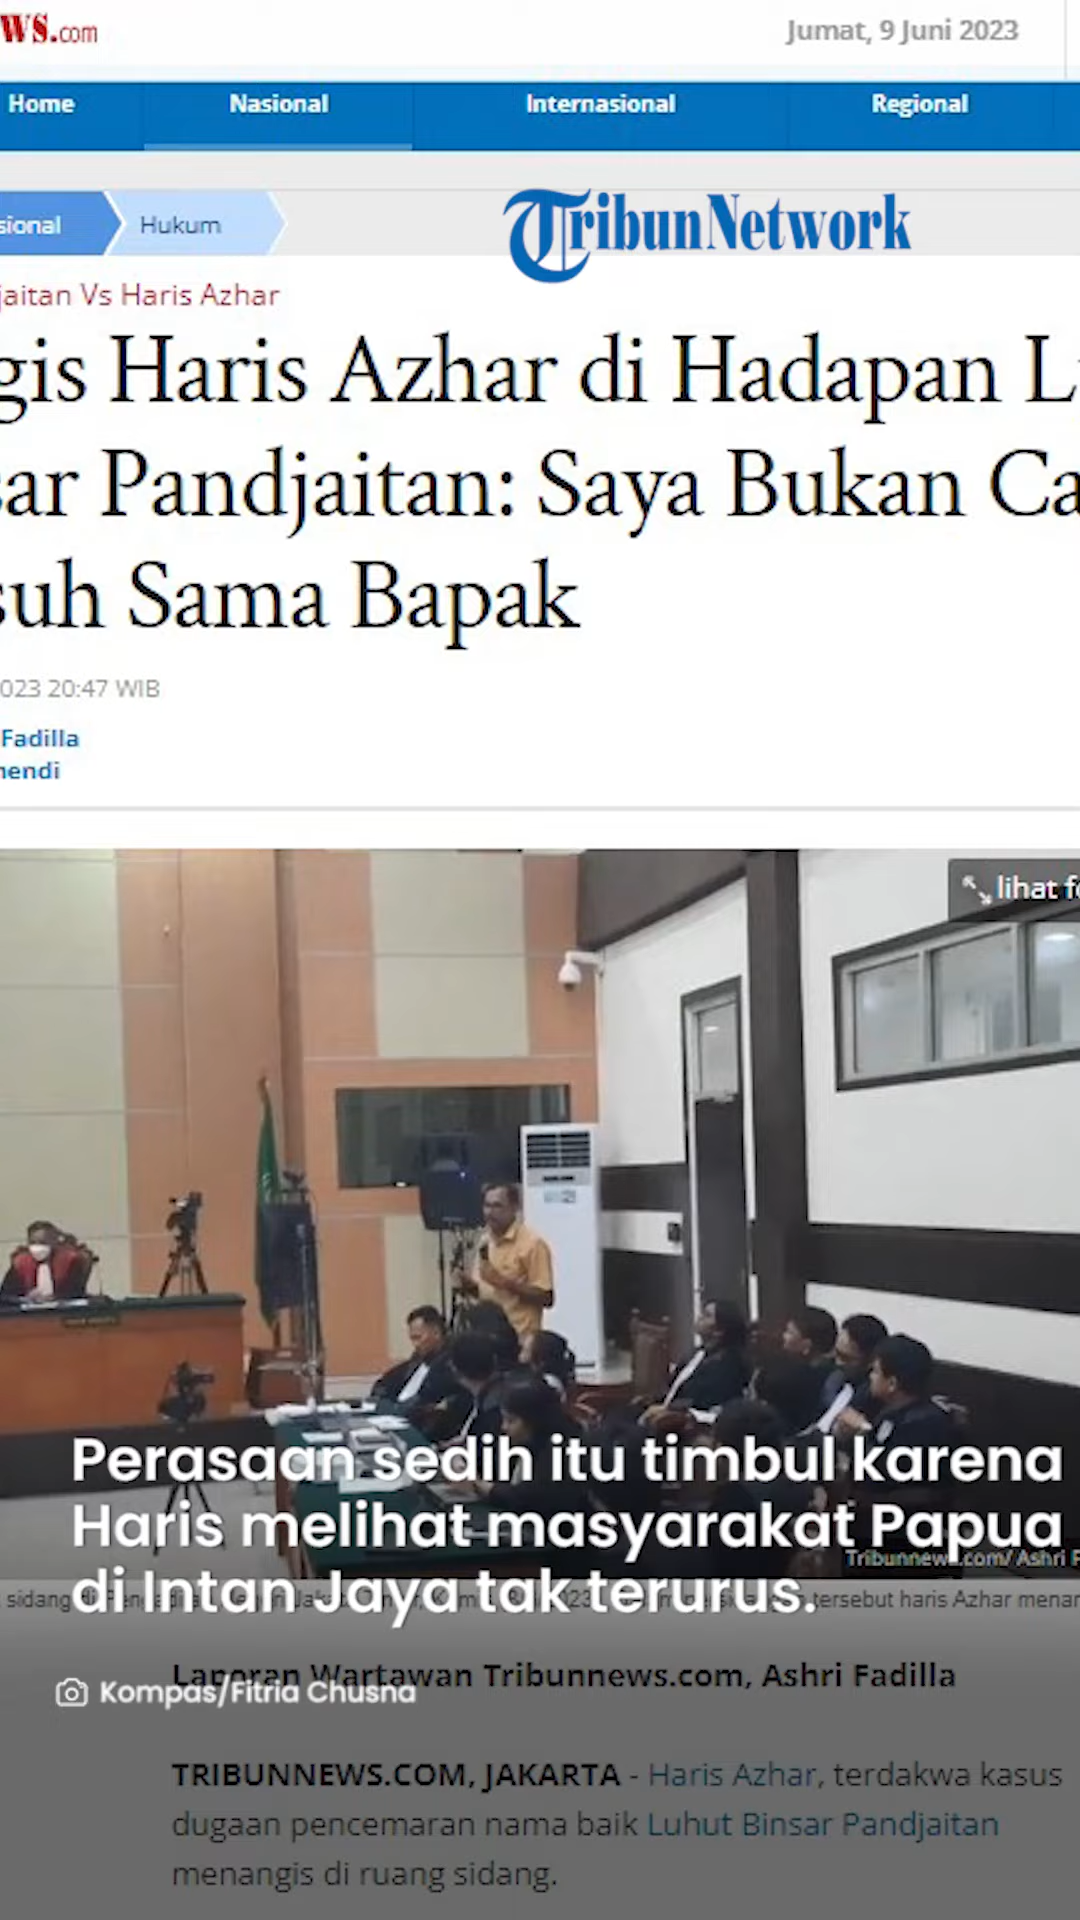 ws.com
Jumat, 9 Juni 2023
Home Nasional Internasional Regional
sional Hukum
TribunNetwork
jaitan Vs Haris Azhar
gis Haris Azhar di Hadapan L
sar Pandjaitan: Saya Bukan Ca
suh Sama Bapak
023 20:47 WIB
Fadilla
nendi
lihat fo
Perasaan sedih itu timbul karena
Haris melihat masyarakat Papua
Tribunnews.com/ Ashri F
di Intan Jaya tak terurus.
sidang di tersebut haris Azhar menan
Laporan Wartawan Tribunnews.com, Ashri Fadilla
Kompas/Fitria Chusna
TRIBUNNEWS.COM, JAKARTA - Haris Azhar, terdakwa kasus
dugaan pencemaran nama baik Luhut Binsar Pandjaitan
menangis di ruang sidang.